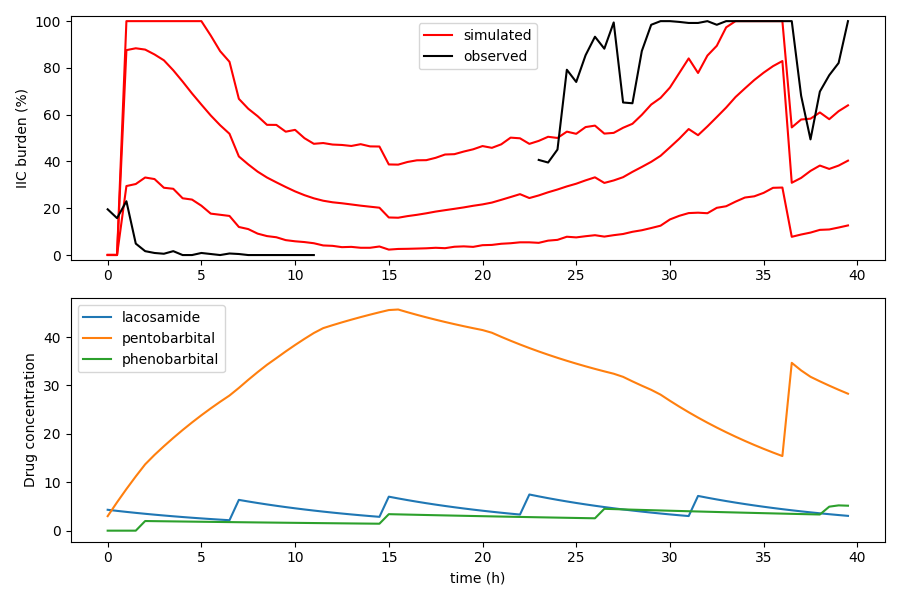 100
80
60
40
20
0
IIC burden (%)
simulated
observed
0 5 10 15 20 25 30 35 40
lacosamide
pentobarbital
phenobarbital
40
30
20
10
0
Drug concentration
0 5 10 15 20 25 30 35 40
time (h)